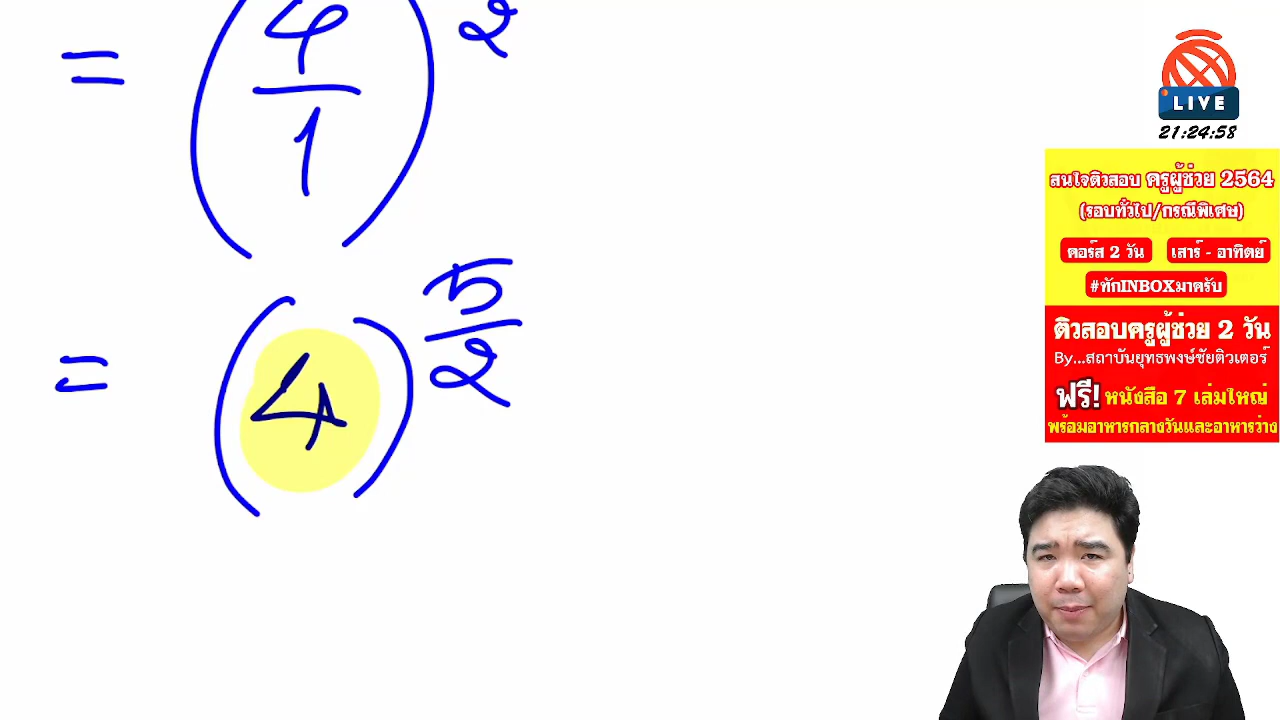 = (4/1)^2
= (4)^5/2
LIVE
21:24:58
สนใจติวสอบ ครูผู้ช่วย 2564
(รอบทั่วไป/กรณีพิเศษ)
คอร์ส 2 วัน เสาร์ - อาทิตย์
#ทักINBOXมาครับ
ติวสอบครูผู้ช่วย 2 วัน
By...สถาบันยุทธพงษ์ชัยติวเตอร์
ฟรี! หนังสือ 7 เล่มใหญ่
พร้อมอาหารกลางวันและอาหารว่าง